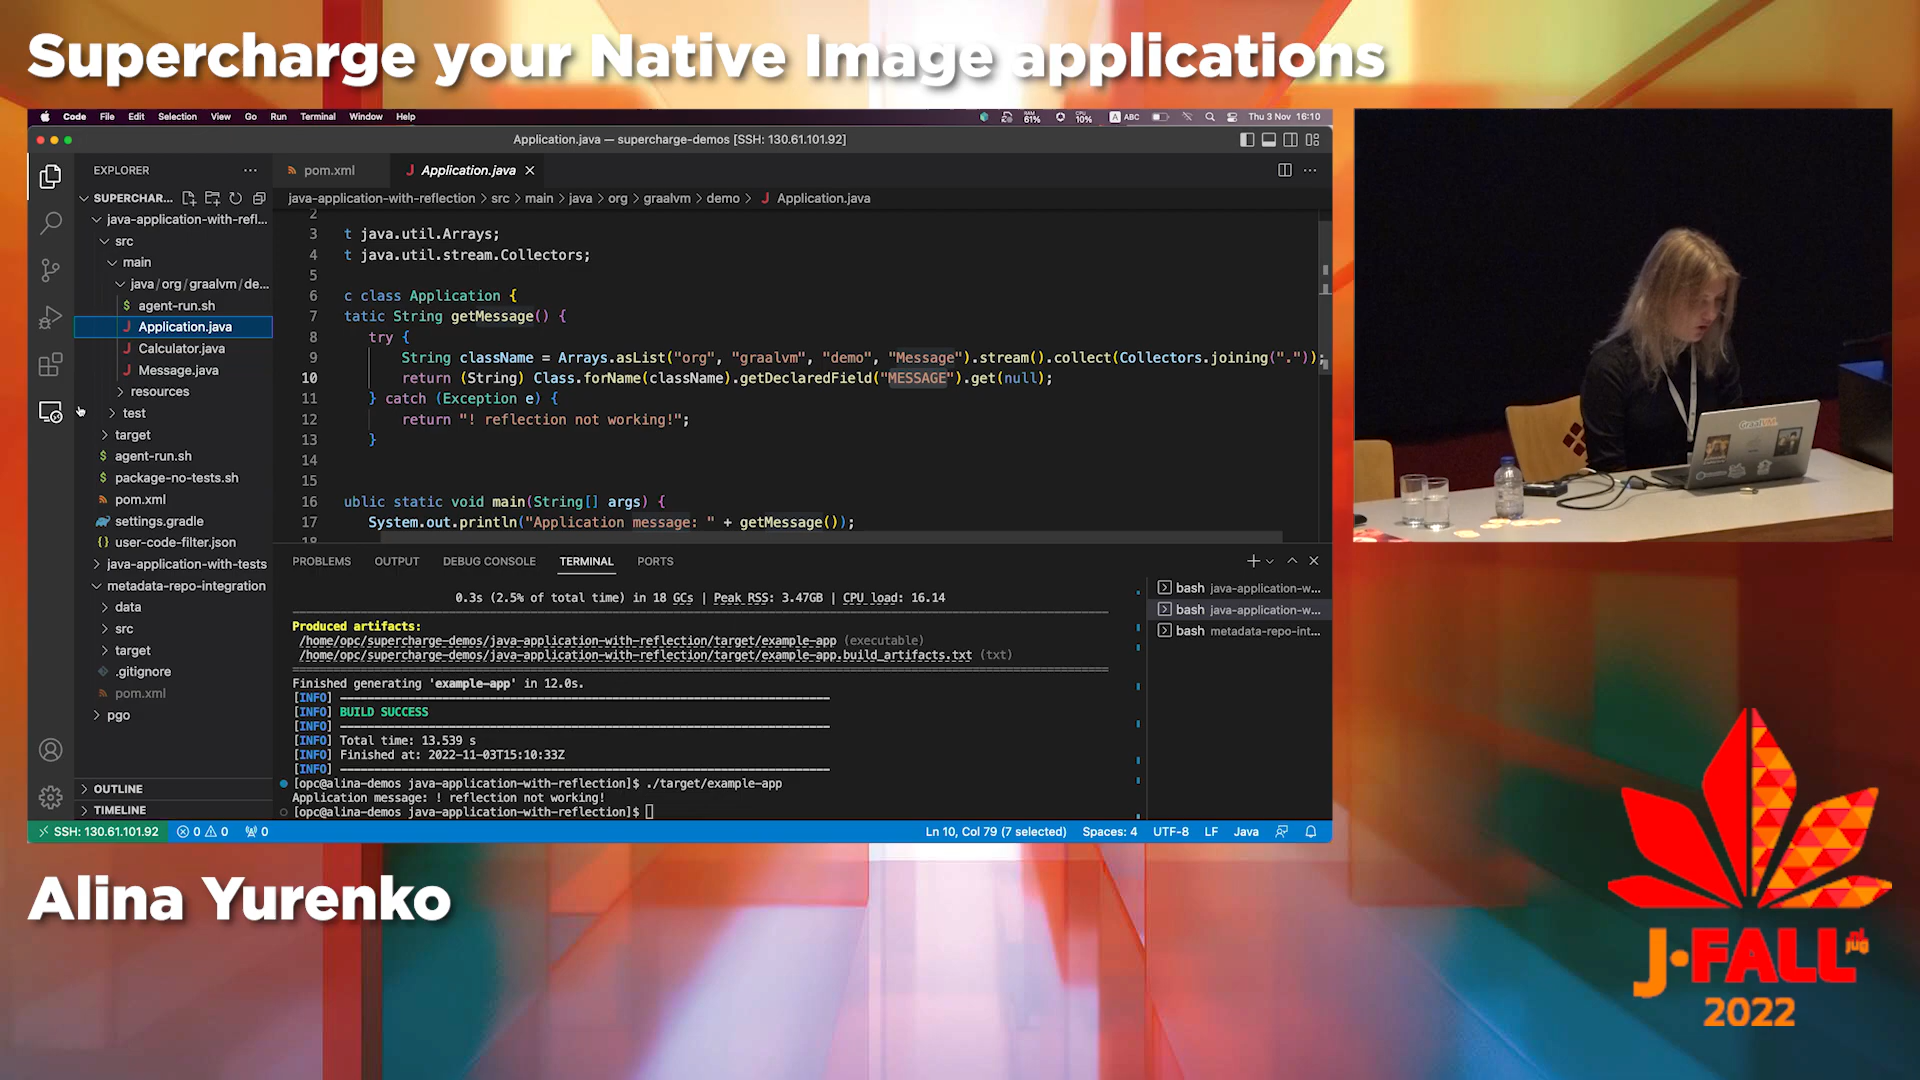 Supercharge your Native Image applications
Code File Edit Selection View Go Run Terminal Window Help
61% 10% A ABC Thu 3 Nov 16:10
Application.java — supercharge-demos [SSH: 130.61.101.92]
EXPLORER ···
SUPERCHAR...
java-application-with-refl...
src
main
java/org/graalvm/de...
$ agent-run.sh
J Application.java
J Calculator.java
J Message.java
resources
test
target
$ agent-run.sh
$ package-no-tests.sh
pom.xml
settings.gradle
{} user-code-filter.json
java-application-with-tests
metadata-repo-integration
data
src
target
.gitignore
pom.xml
pgo
OUTLINE
TIMELINE
pom.xml J Application.java
java-application-with-reflection > src > main > java > org > graalvm > demo > J Application.java
2
3 t java.util.Arrays;
4 t java.util.stream.Collectors;
5
6 c class Application {
7 tatic String getMessage() {
8 try {
9 String className = Arrays.asList("org", "graalvm", "demo", "Message").stream().collect(Collectors.joining("."));
10 return (String) Class.forName(className).getDeclaredField("MESSAGE").get(null);
11 } catch (Exception e) {
12 return "! reflection not working!";
13 }
14
15
16 ublic static void main(String[] args) {
17 System.out.println("Application message: " + getMessage());
18
PROBLEMS OUTPUT DEBUG CONSOLE TERMINAL PORTS
0.3s (2.5% of total time) in 18 GCs | Peak RSS: 3.47GB | CPU load: 16.14
Produced artifacts:
/home/opc/supercharge-demos/java-application-with-reflection/target/example-app (executable)
/home/opc/supercharge-demos/java-application-with-reflection/target/example-app.build_artifacts.txt (txt)
Finished generating 'example-app' in 12.0s.
[INFO]
[INFO] BUILD SUCCESS
[INFO]
[INFO] Total time: 13.539 s
[INFO] Finished at: 2022-11-03T15:10:33Z
[INFO]
[opc@alina-demos java-application-with-reflection]$ ./target/example-app
Application message: ! reflection not working!
[opc@alina-demos java-application-with-reflection]$
bash java-application-w...
bash java-application-w...
bash metadata-repo-int...
SSH: 130.61.101.92 0 0 0 Ln 10, Col 79 (7 selected) Spaces: 4 UTF-8 LF Java
GraalVM
Alina Yurenko
J•FALL
nl jug
2022